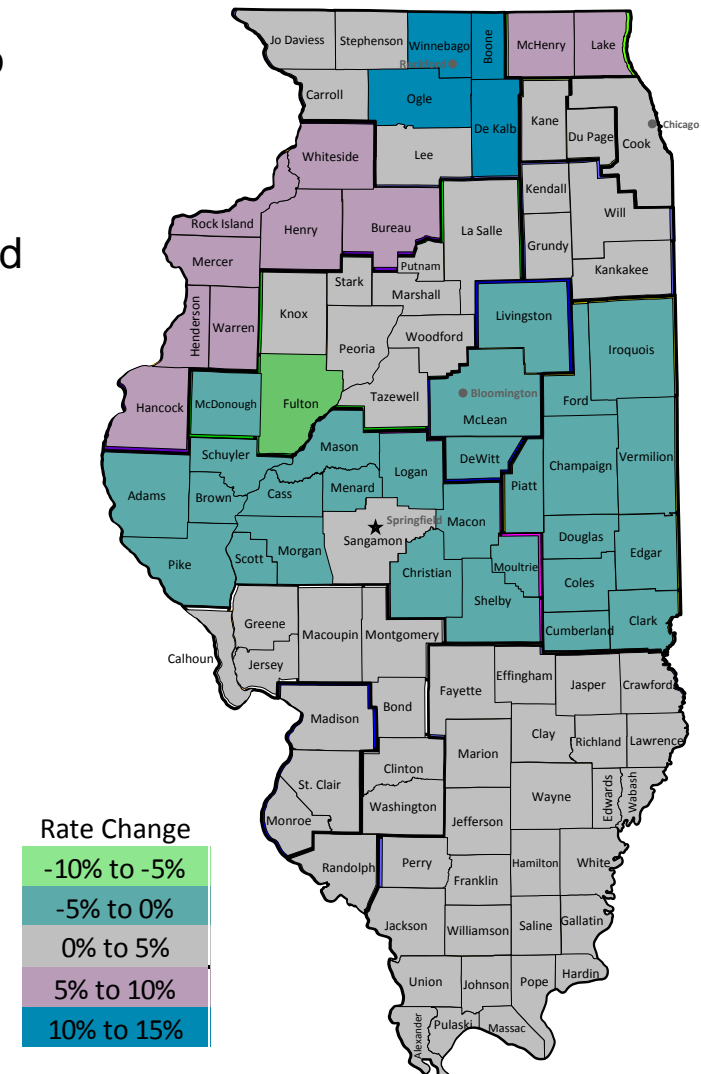 o
d
Jo Daviess
Stephenson
Winnebago
Boone
McHenry
Lake
Rockford
Carroll
Ogle
De Kalb
Kane
Du Page
Cook
Chicago
Whiteside
Lee
Kendall
Will
Rock Island
Henry
Bureau
La Salle
Grundy
Mercer
Putnam
Kankakee
Stark
Marshall
Henderson
Warren
Knox
Peoria
Woodford
Livingston
Iroquois
Hancock
McDonough
Fulton
Tazewell
Bloomington
McLean
Ford
Schuyler
Mason
Logan
DeWitt
Piatt
Champaign
Vermilion
Adams
Brown
Cass
Menard
Springfield
Macon
Sangamon
Douglas
Edgar
Pike
Scott
Morgan
Christian
Moultrie
Coles
Shelby
Cumberland
Clark
Greene
Macoupin
Montgomery
Calhoun
Jersey
Fayette
Effingham
Jasper
Crawford
Madison
Bond
Clay
Richland
Lawrence
Marion
Clinton
St. Clair
Washington
Wayne
Edwards
Wabash
Monroe
Jefferson
Randolph
Perry
Hamilton
White
Franklin
Jackson
Williamson
Saline
Gallatin
Union
Johnson
Pope
Hardin
Alexander
Pulaski
Massac
Rate Change
-10% to -5%
-5% to 0%
0% to 5%
5% to 10%
10% to 15%